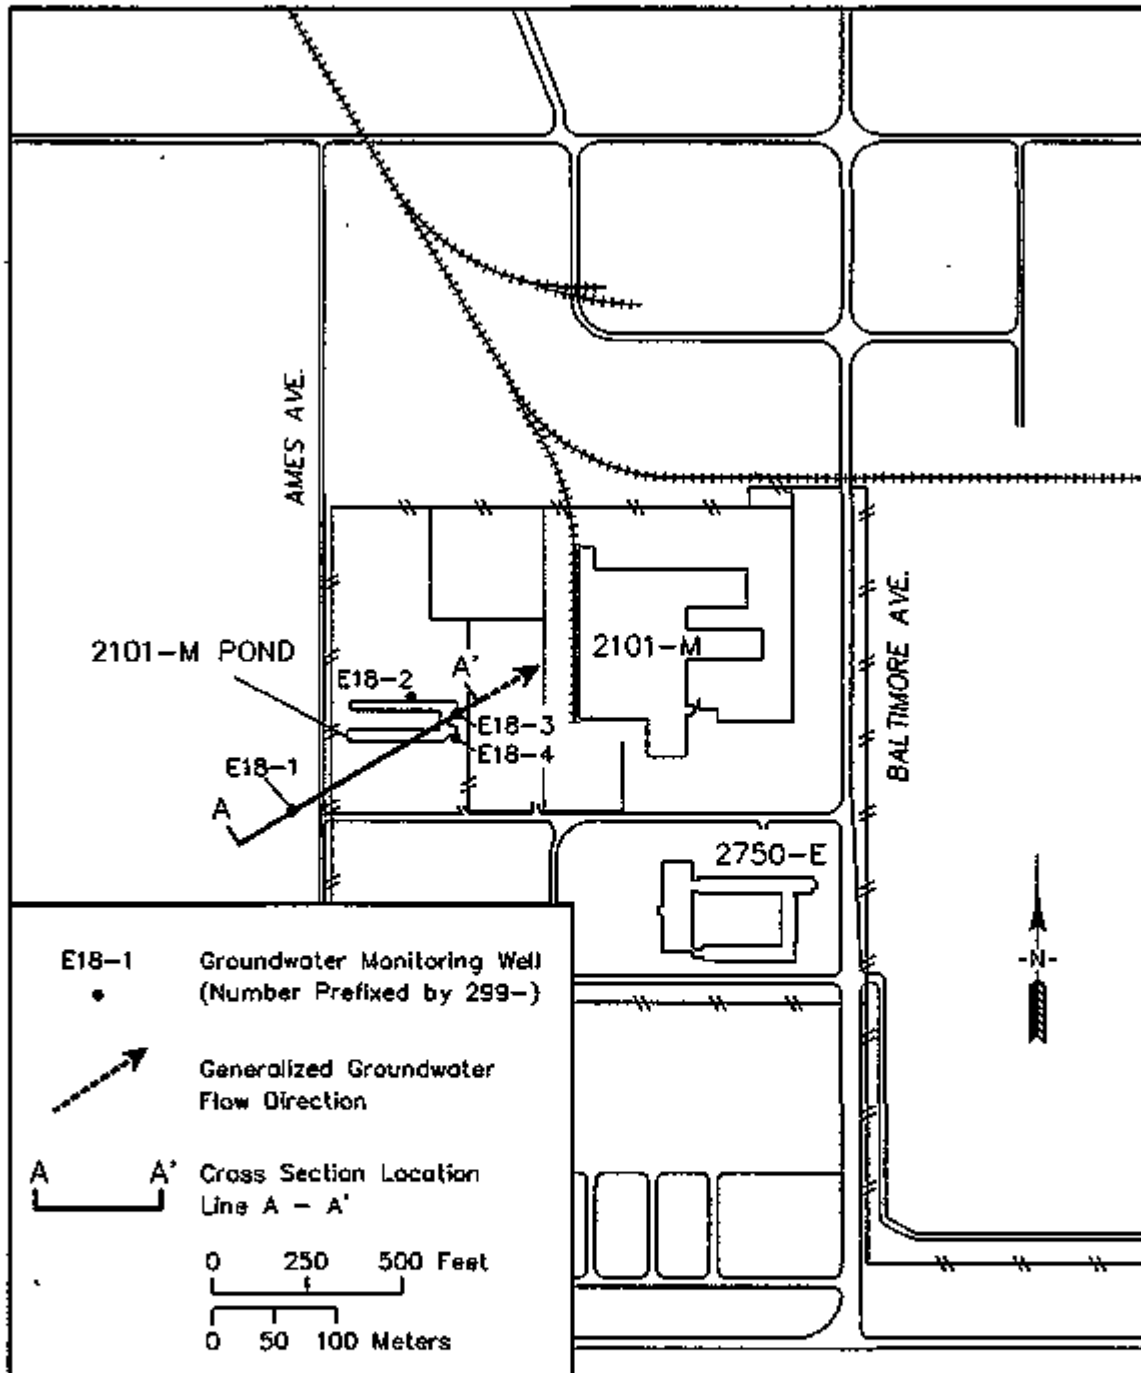 AMES AVE.
2101-M POND
2101-M
A'
E18-2
E18-3
E18-4
E18-1
A
BALTIMORE AVE.
2750-E
-N-
E18-1
Groundwater Monitoring Well
(Number Prefixed by 299-)
Generalized Groundwater
Flow Direction
A A'
Cross Section Location
Line A - A'
0 250 500 Feet
0 50 100 Meters